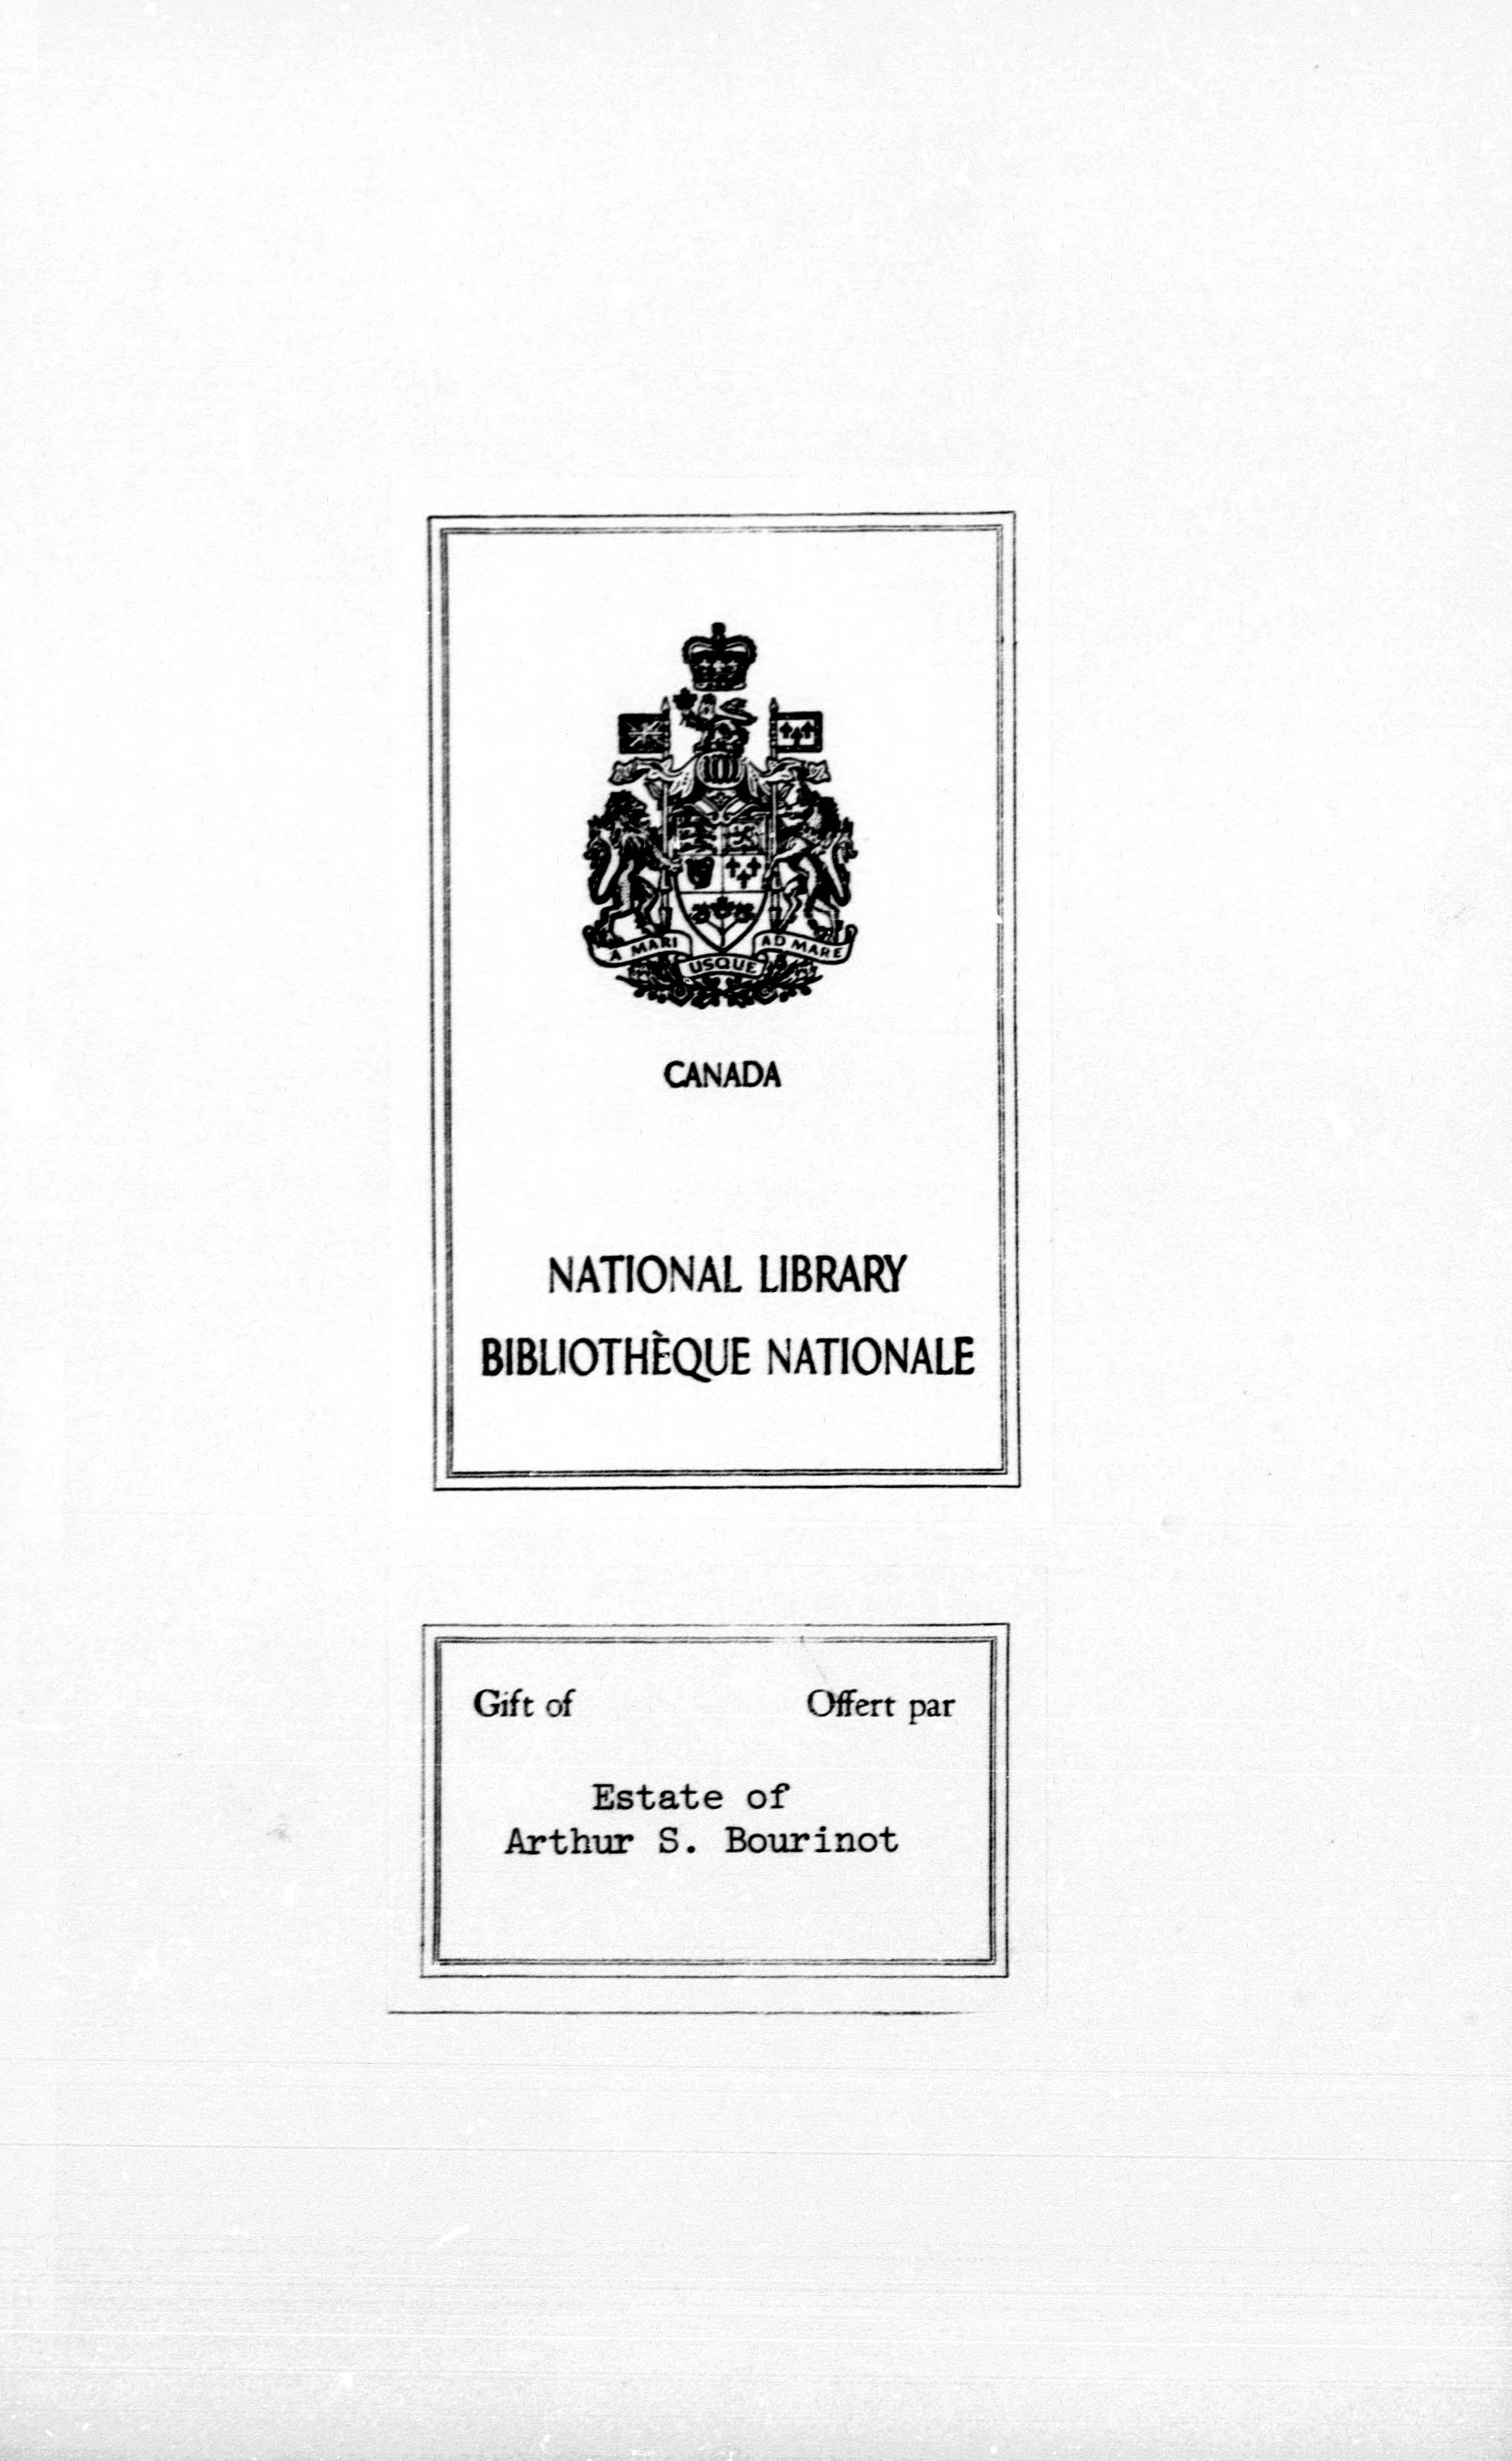 A MARI USQUE AD MARE
CANADA
NATIONAL LIBRARY
BIBLIOTHÈQUE NATIONALE
Gift of Offert par
Estate of
Arthur S. Bourinot